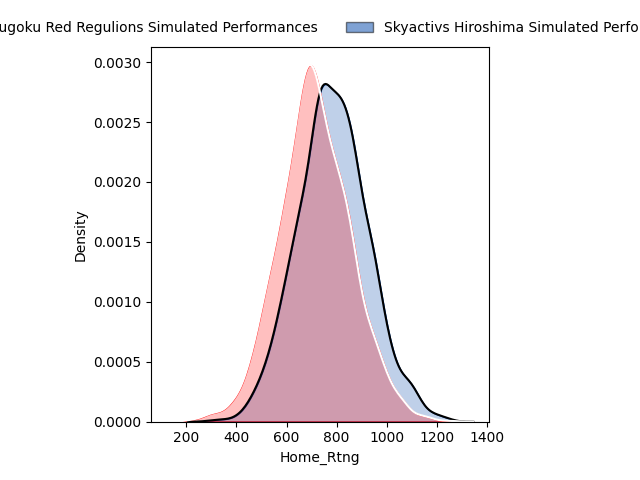 ugoku Red Regulions Simulated Performances
Skyactivs Hiroshima Simulated Perfo
0.0030
0.0025
0.0020
0.0015
0.0010
0.0005
0.0000
Density
200 400 600 800 1000 1200 1400
Home_Rtng